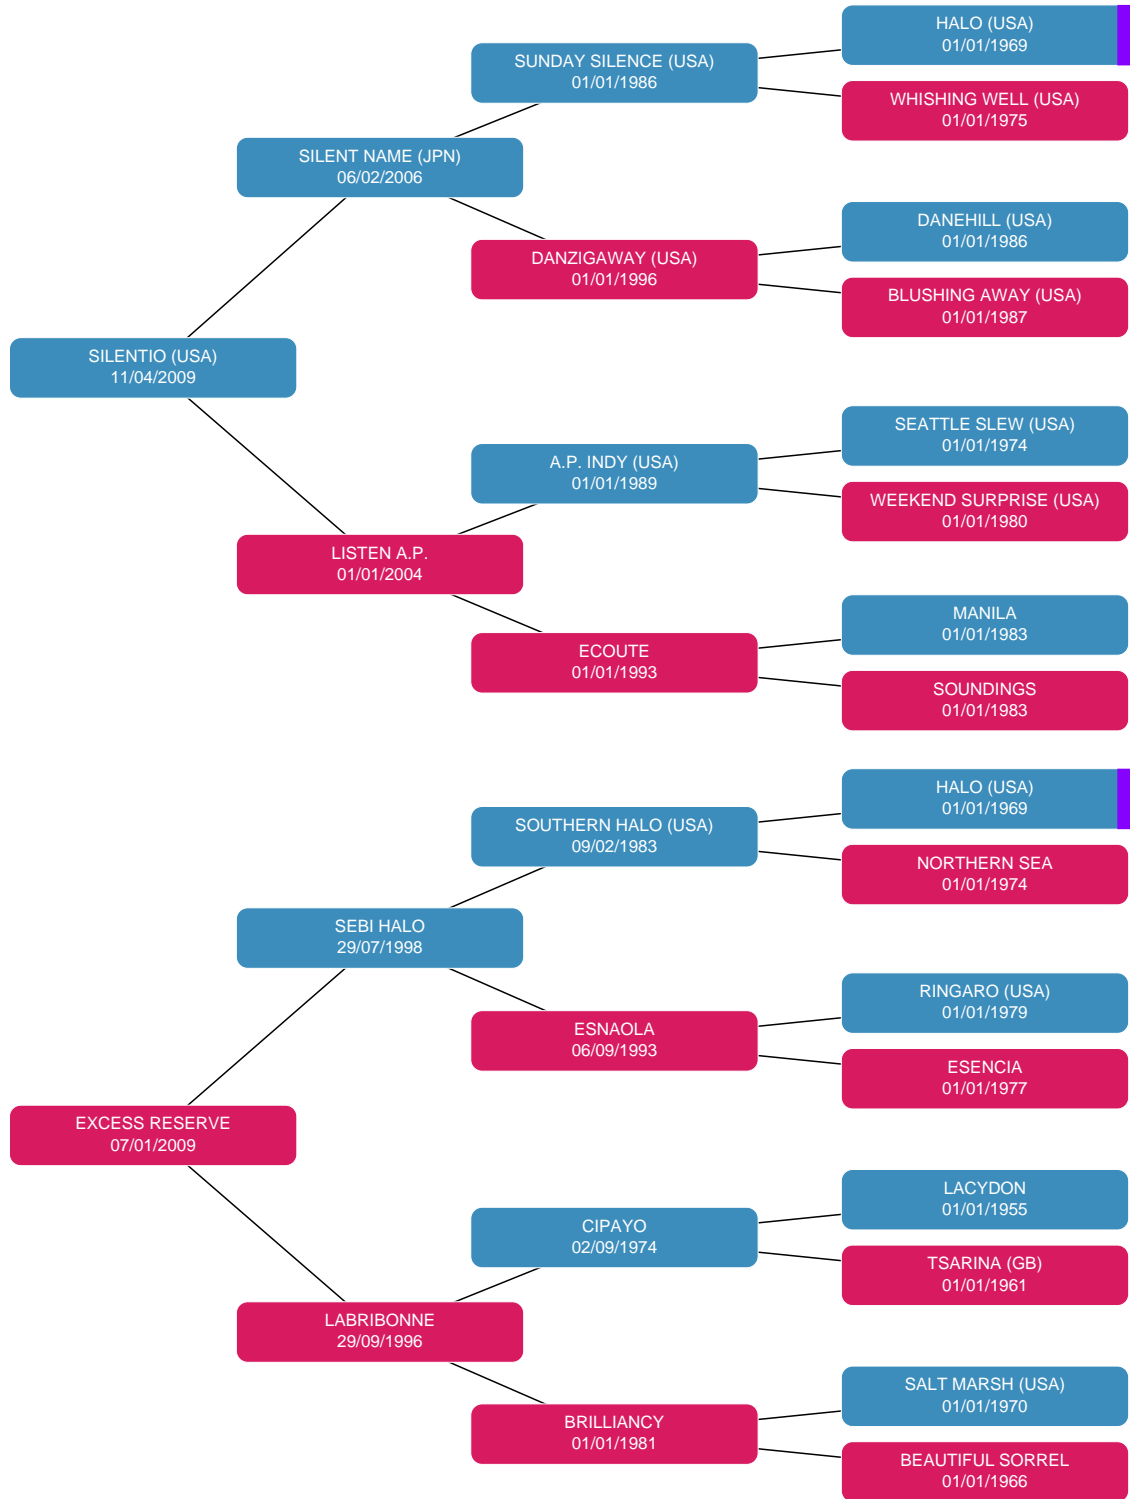 HALO (USA)
01/01/1969
SUNDAY SILENCE (USA)
01/01/1986
WHISHING WELL (USA)
01/01/1975
SILENT NAME (JPN)
06/02/2006
DANEHILL (USA)
01/01/1986
DANZIGAWAY (USA)
01/01/1996
BLUSHING AWAY (USA)
01/01/1987
SILENTIO (USA)
11/04/2009
SEATTLE SLEW (USA)
01/01/1974
A.P. INDY (USA)
01/01/1989
WEEKEND SURPRISE (USA)
01/01/1980
LISTEN A.P.
01/01/2004
MANILA
01/01/1983
ECOUTE
01/01/1993
SOUNDINGS
01/01/1983
HALO (USA)
01/01/1969
SOUTHERN HALO (USA)
09/02/1983
NORTHERN SEA
01/01/1974
SEBI HALO
29/07/1998
RINGARO (USA)
01/01/1979
ESNAOLA
06/09/1993
ESENCIA
01/01/1977
EXCESS RESERVE
07/01/2009
LACYDON
01/01/1955
CIPAYO
02/09/1974
TSARINA (GB)
01/01/1961
LABRIBONNE
29/09/1996
SALT MARSH (USA)
01/01/1970
BRILLIANCY
01/01/1981
BEAUTIFUL SORREL
01/01/1966